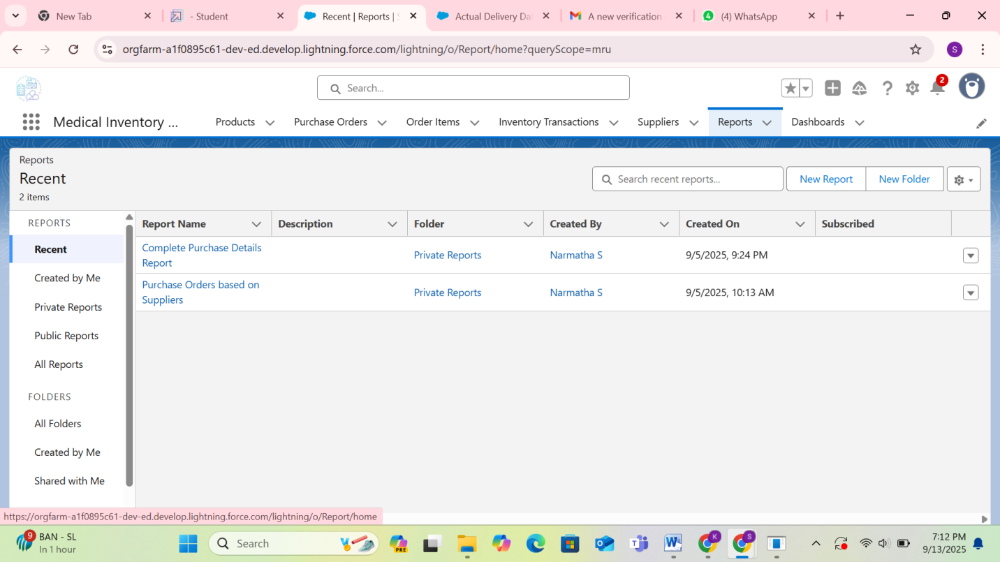 New Tab
- Student
Recent | Reports | S
Actual Delivery Da
A new verification
(4) WhatsApp
orgfarm-a1f0895c61-dev-ed.develop.lightning.force.com/lightning/o/Report/home?queryScope=mru
S
Search...
2
Medical Inventory ...
Products
Purchase Orders
Order Items
Inventory Transactions
Suppliers
Reports
Dashboards
Reports
Recent
2 items
Search recent reports...
New Report
New Folder
REPORTS
Recent
Created by Me
Private Reports
Public Reports
All Reports
FOLDERS
All Folders
Created by Me
Shared with Me
Report Name
Description
Folder
Created By
Created On
Subscribed
Complete Purchase Details
Report
Private Reports
Narmatha S
9/5/2025, 9:24 PM
Purchase Orders based on
Suppliers
Private Reports
Narmatha S
9/5/2025, 10:13 AM
https://orgfarm-a1f0895c61-dev-ed.develop.lightning.force.com/lightning/o/Report/home
9
BAN - SL
In 1 hour
Search
PRE
K
S
7:12 PM
9/13/2025